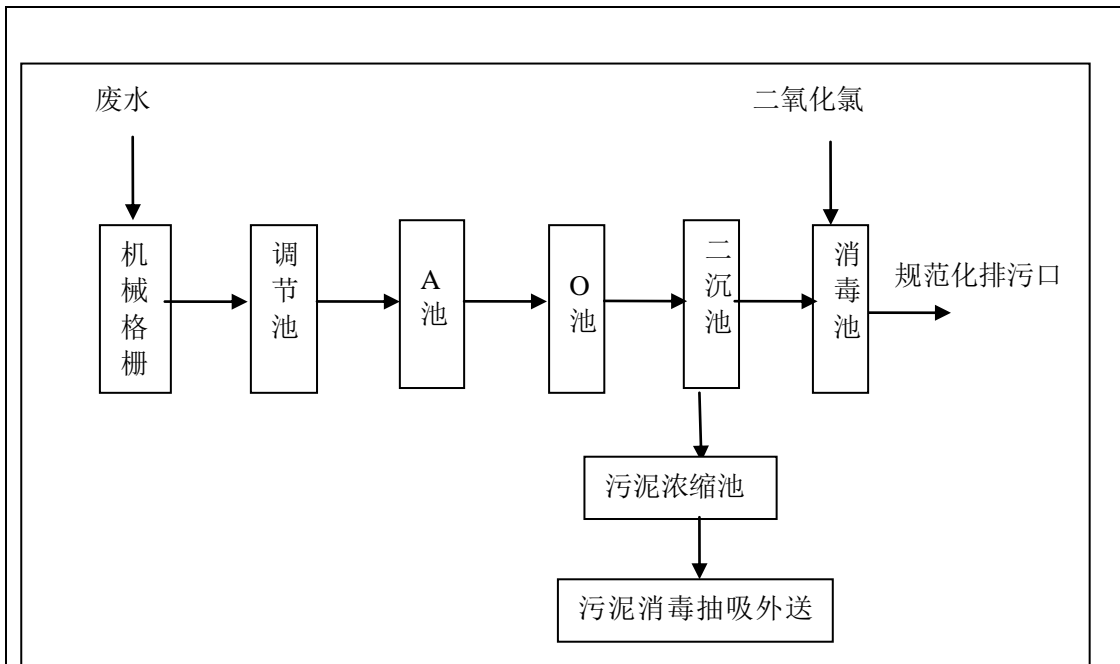 废水
二氧化氯
机械格栅
调节池
A池
O池
二沉池
消毒池
规范化排污口
污泥浓缩池
污泥消毒抽吸外送